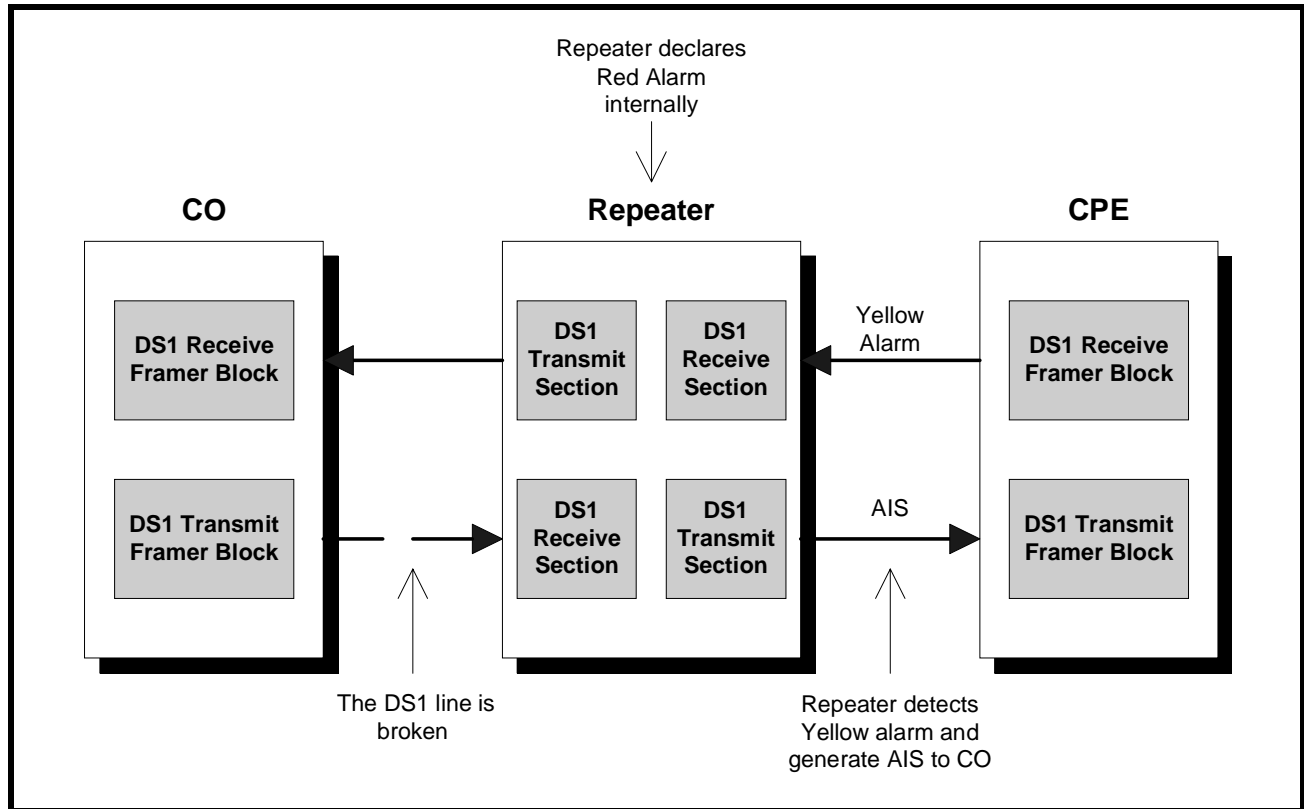 Repeater declares
Red Alarm
internally
CO
Repeater
CPE
DS1 Receive
Framer Block
DS1
Transmit
Section
DS1
Receive
Section
Yellow
Alarm
DS1 Receive
Framer Block
DS1 Transmit
Framer Block
DS1
Receive
Section
DS1
Transmit
Section
AIS
DS1 Transmit
Framer Block
The DS1 line is
broken
Repeater detects
Yellow alarm and
generate AIS to CO